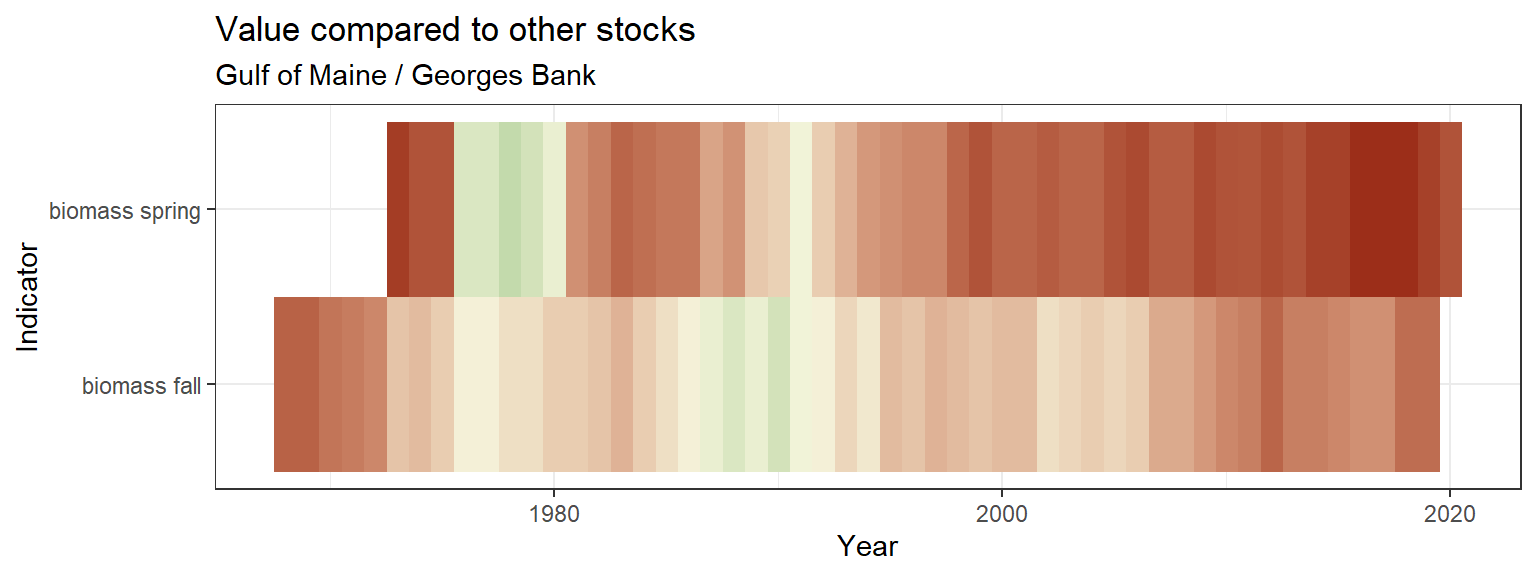 Value compared to other stocks
Gulf of Maine / Georges Bank
Indicator
biomass spring
biomass fall
1980
2000
2020
Year